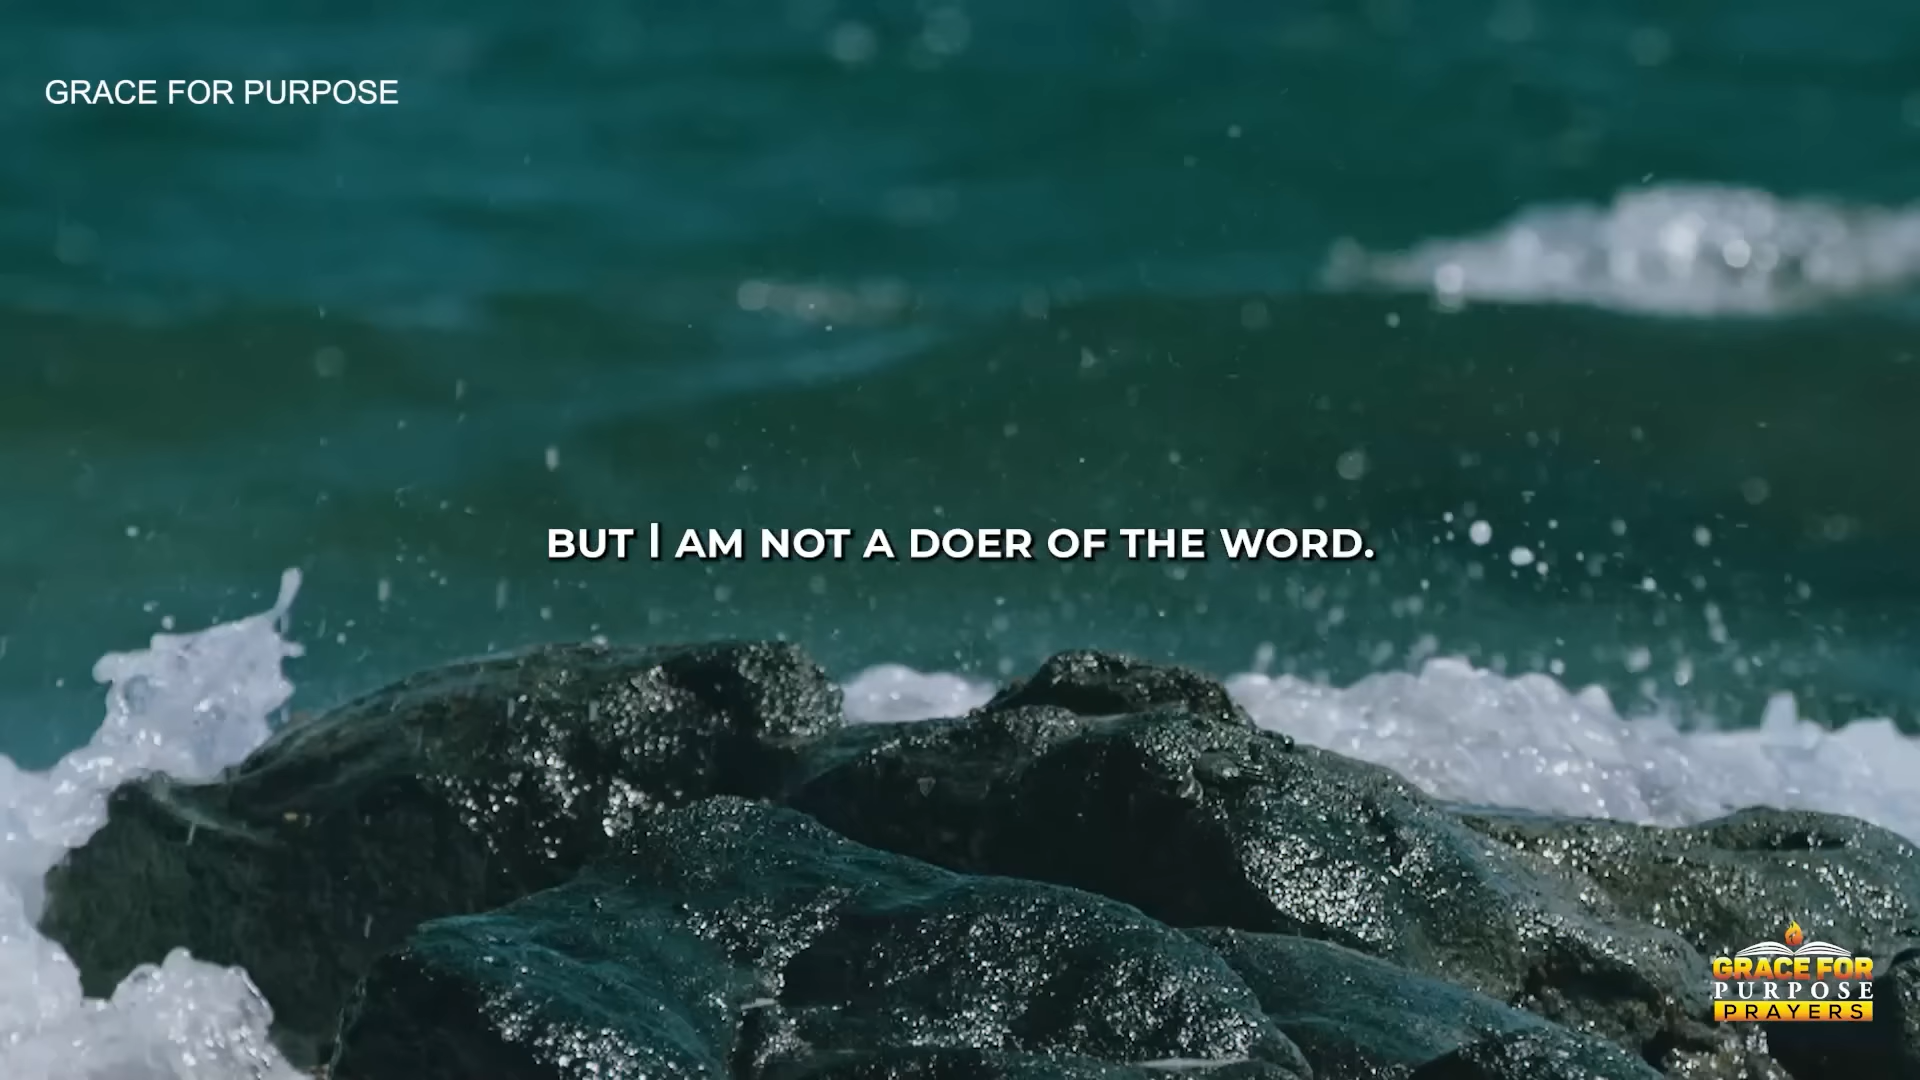 GRACE FOR PURPOSE
BUT I AM NOT A DOER OF THE WORD.
GRACE FOR
PURPOSE
PRAYERS